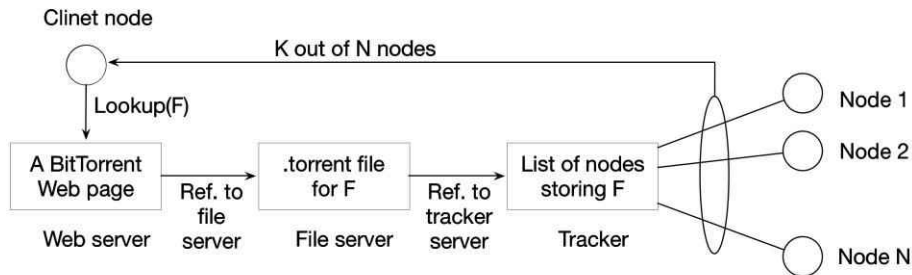 Clinet node
K out of N nodes
Node 1
Lookup(F)
Node 2
A BitTorrent
Web page
.torrent file
for F
List of nodes
storing F
Ref. to
file
server
Ref. to
tracker
server
Web server
File server
Tracker
Node N